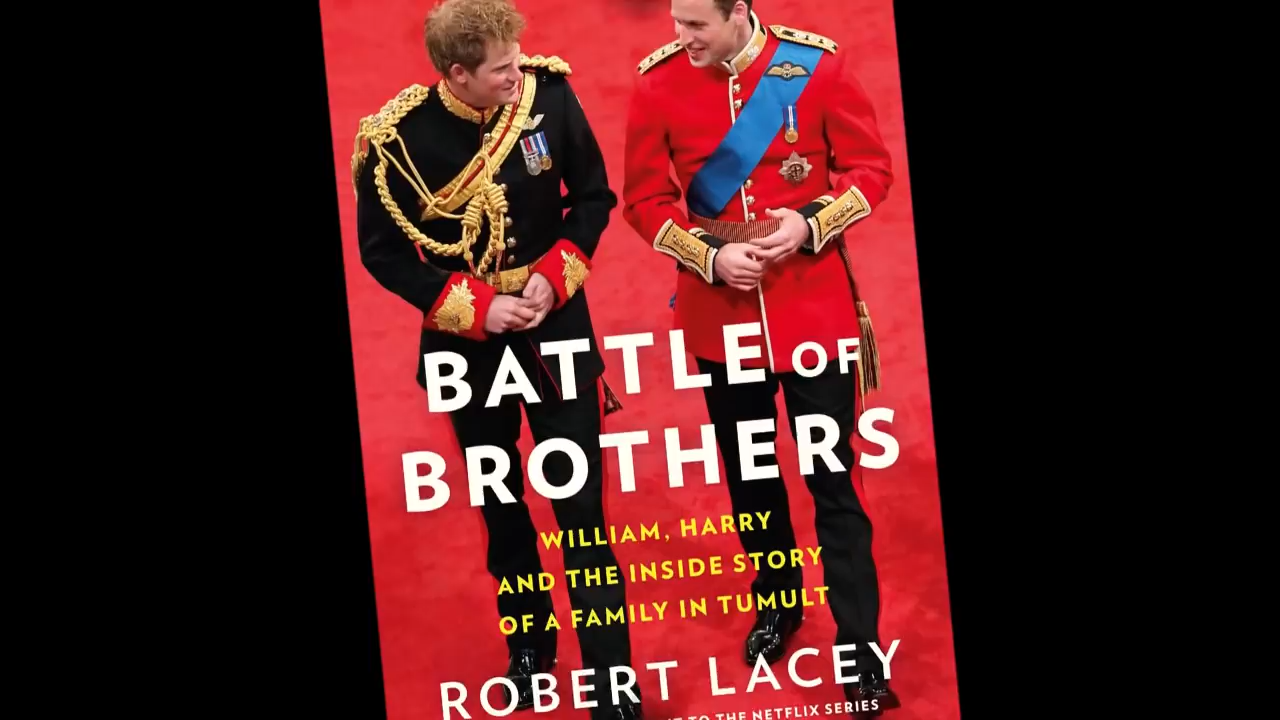 BATTLE OF
BROTHERS
WILLIAM, HARRY
AND THE INSIDE STORY
OF A FAMILY IN TUMULT
ROBERT LACEY
TO THE NETFLIX SERIES